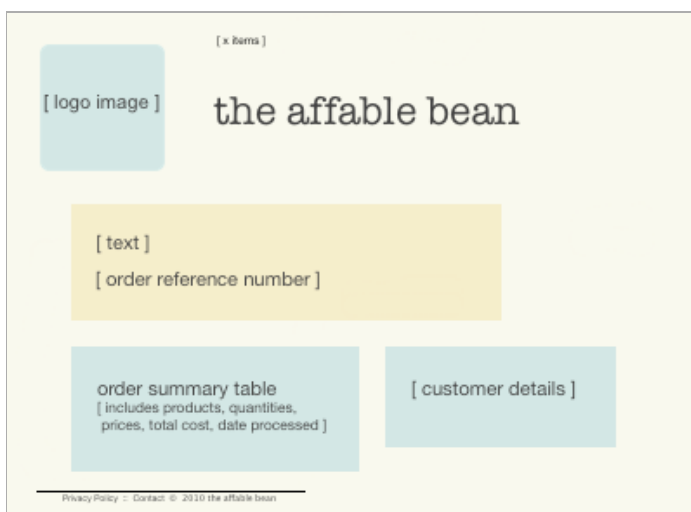 [ x items ]
[ logo image ]
the affable bean
[ text ]
[ order reference number ]
order summary table
[ includes products, quantities,
prices, total cost, date processed ]
[ customer details ]
Privacy Policy :: Contact © 2010 the affable bean